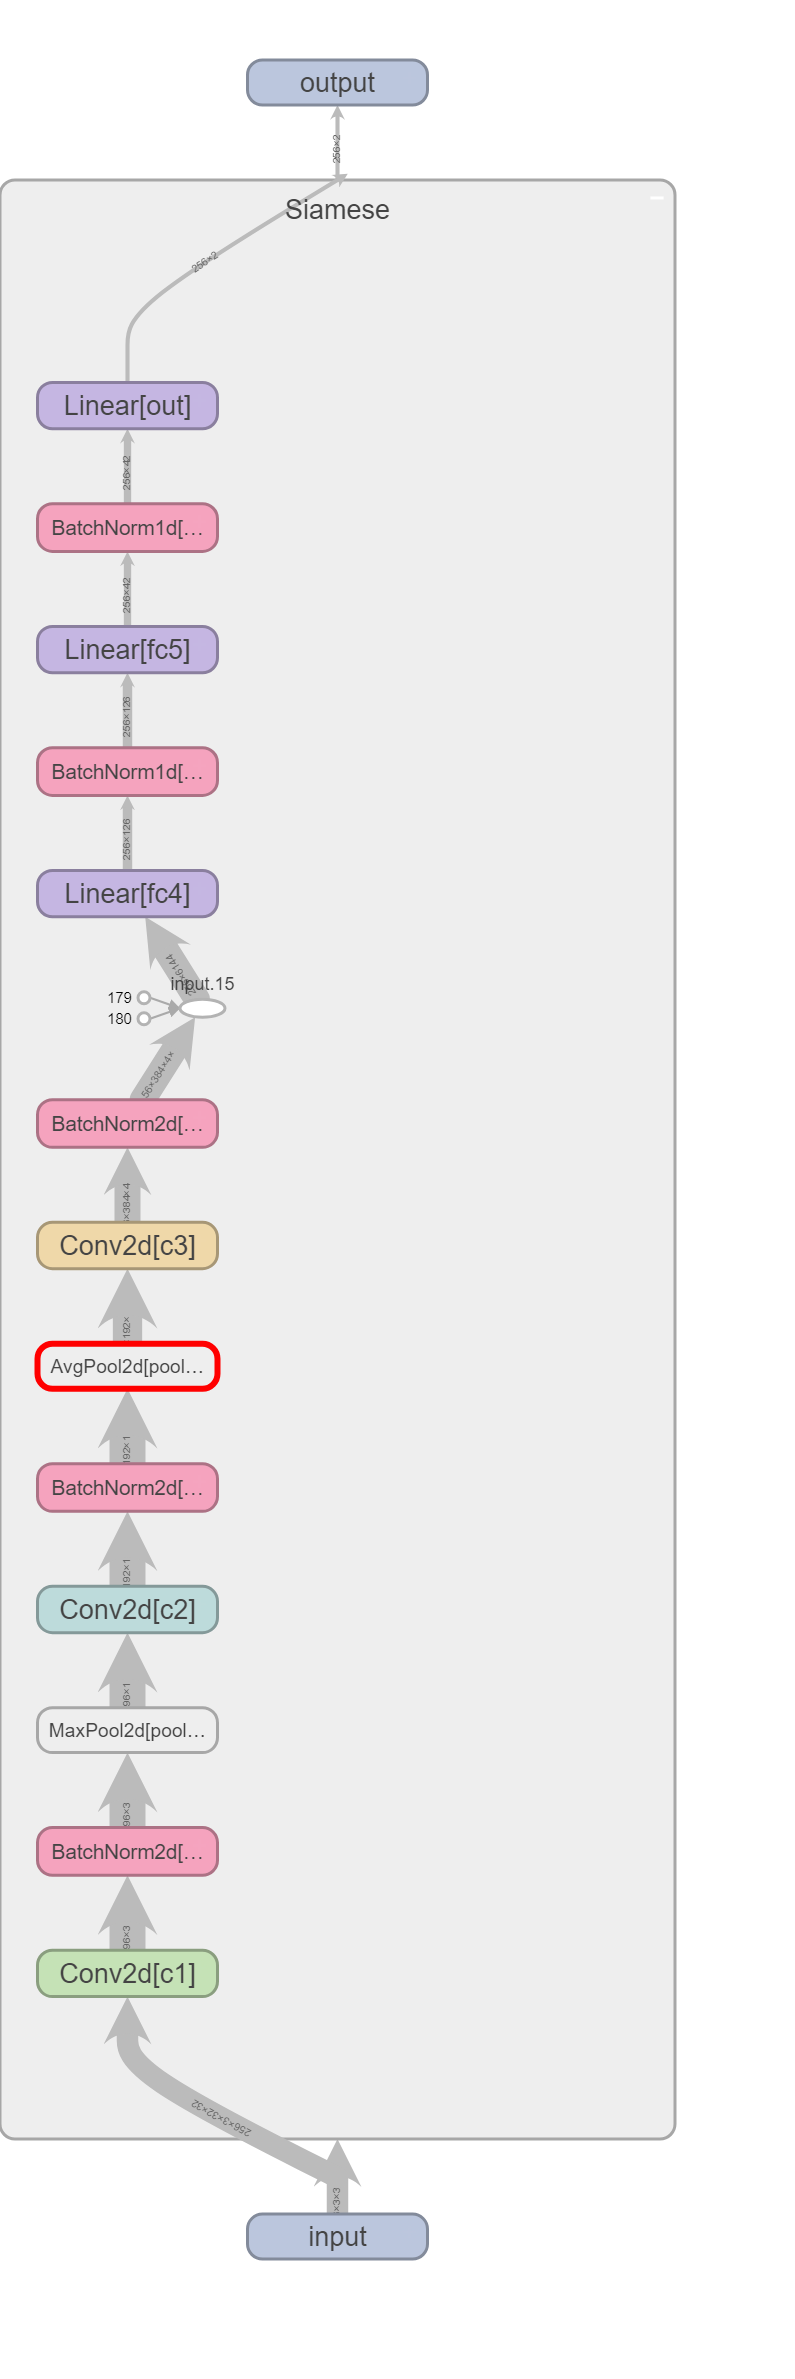 output
256×2
Siamese
256×2
Linear[out]
256×42
BatchNorm1d[…
256×42
Linear[fc5]
256×126
BatchNorm1d[…
256×126
Linear[fc4]
×6144
input.15
179
180
56×384×4×
BatchNorm2d[…
×384×4
Conv2d[c3]
192×
AvgPool2d[pool…
192×1
BatchNorm2d[…
192×1
Conv2d[c2]
96×1
MaxPool2d[pool…
96×3
BatchNorm2d[…
96×3
Conv2d[c1]
256×3×32×32
×3×3
input